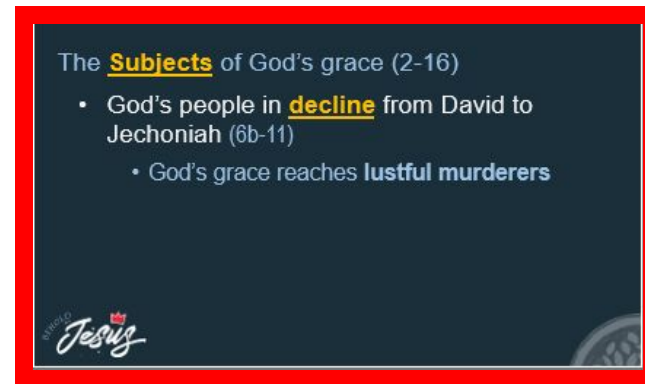 The Subjects of God's grace (2-16)
• God's people in decline from David to
Jechoniah (6b-11)
• God's grace reaches lustful murderers
BEHOLD
Jesus